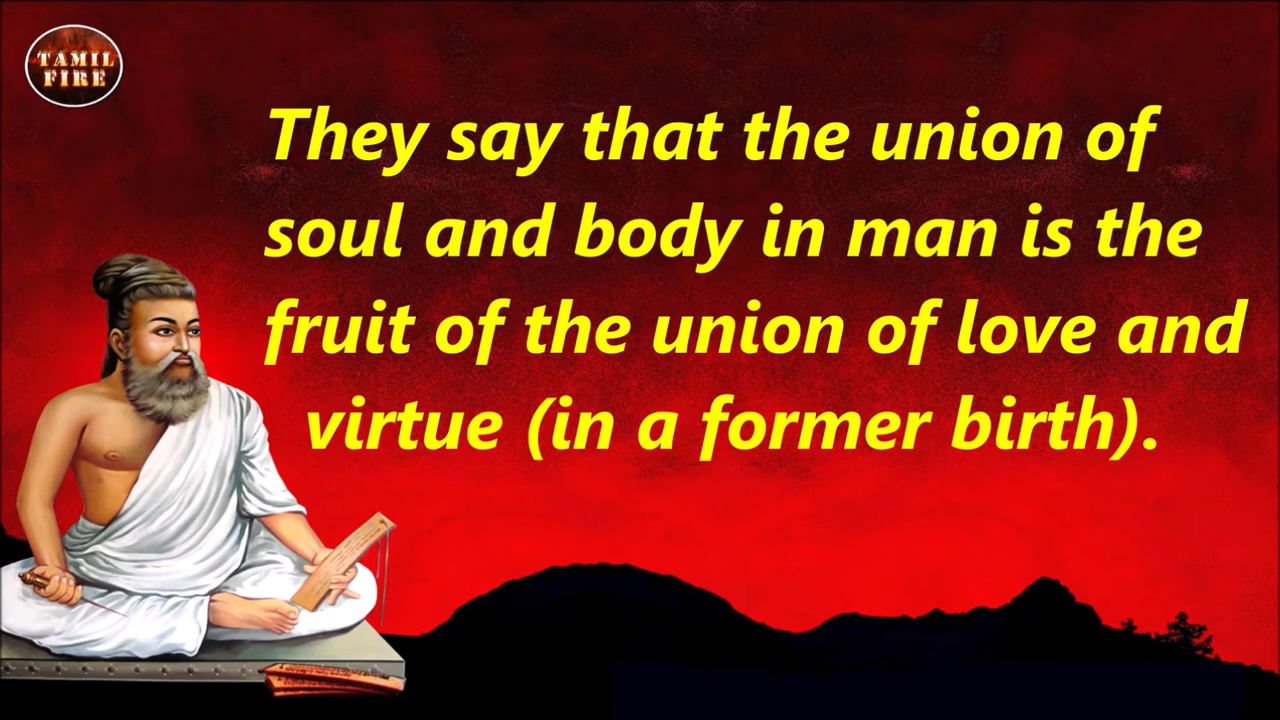 TAMIL
FIRE
They say that the union of
soul and body in man is the
fruit of the union of love and
virtue (in a former birth).